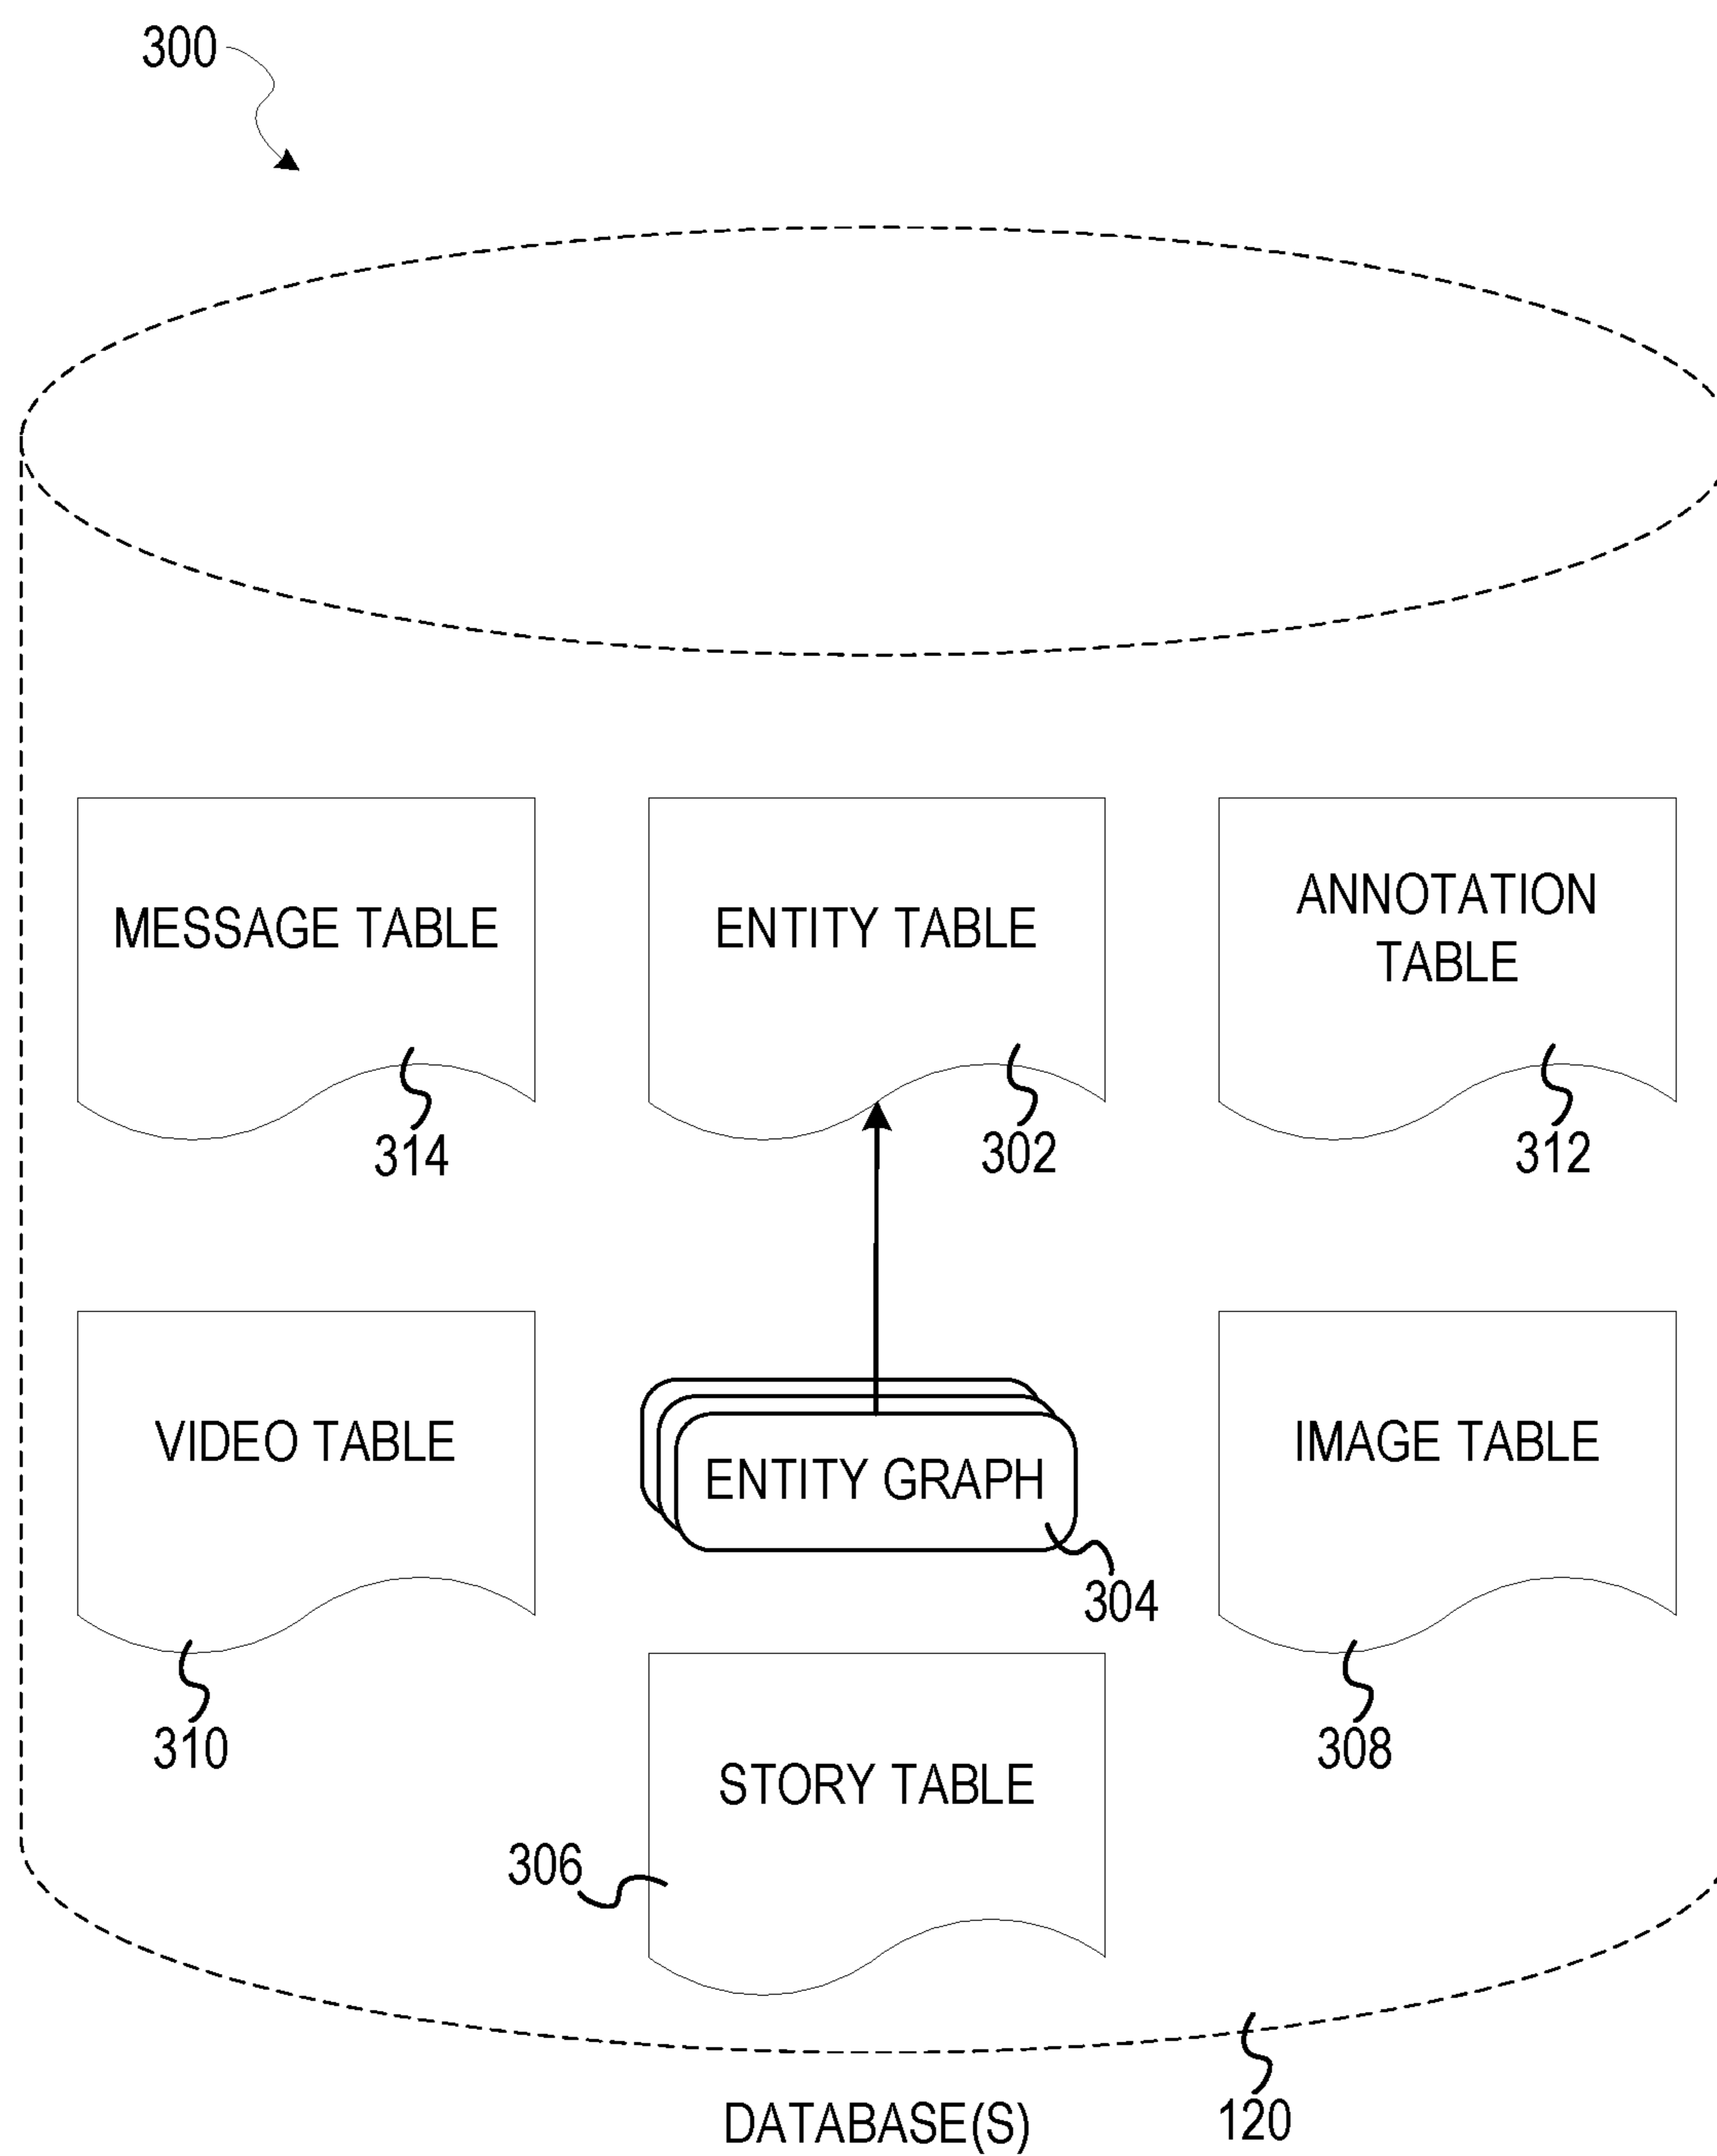 300
MESSAGE TABLE
314
ENTITY TABLE
302
ANNOTATION
TABLE
312
VIDEO TABLE
310
ENTITY GRAPH
304
IMAGE TABLE
308
STORY TABLE
306
DATABASE(S)
120